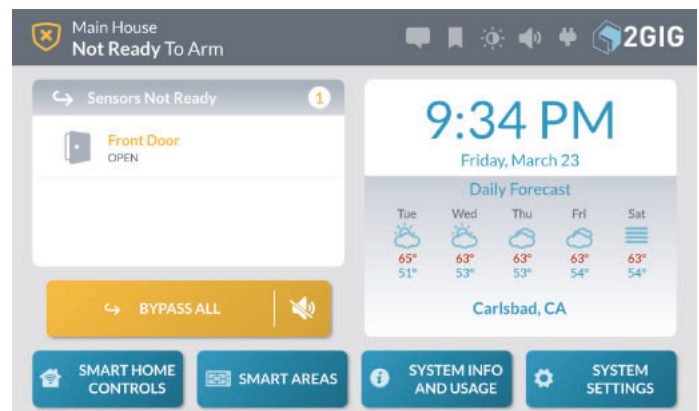 Main House
Not Ready To Arm
2GIG
Sensors Not Ready
1
Front Door
OPEN
BYPASS ALL
9:34 PM
Friday, March 23
Daily Forecast
Tue Wed Thu Fri Sat
65° 63° 63° 63° 63°
51° 53° 53° 54° 54°
Carlsbad, CA
SMART HOME
CONTROLS
SMART AREAS
SYSTEM INFO
AND USAGE
SYSTEM
SETTINGS